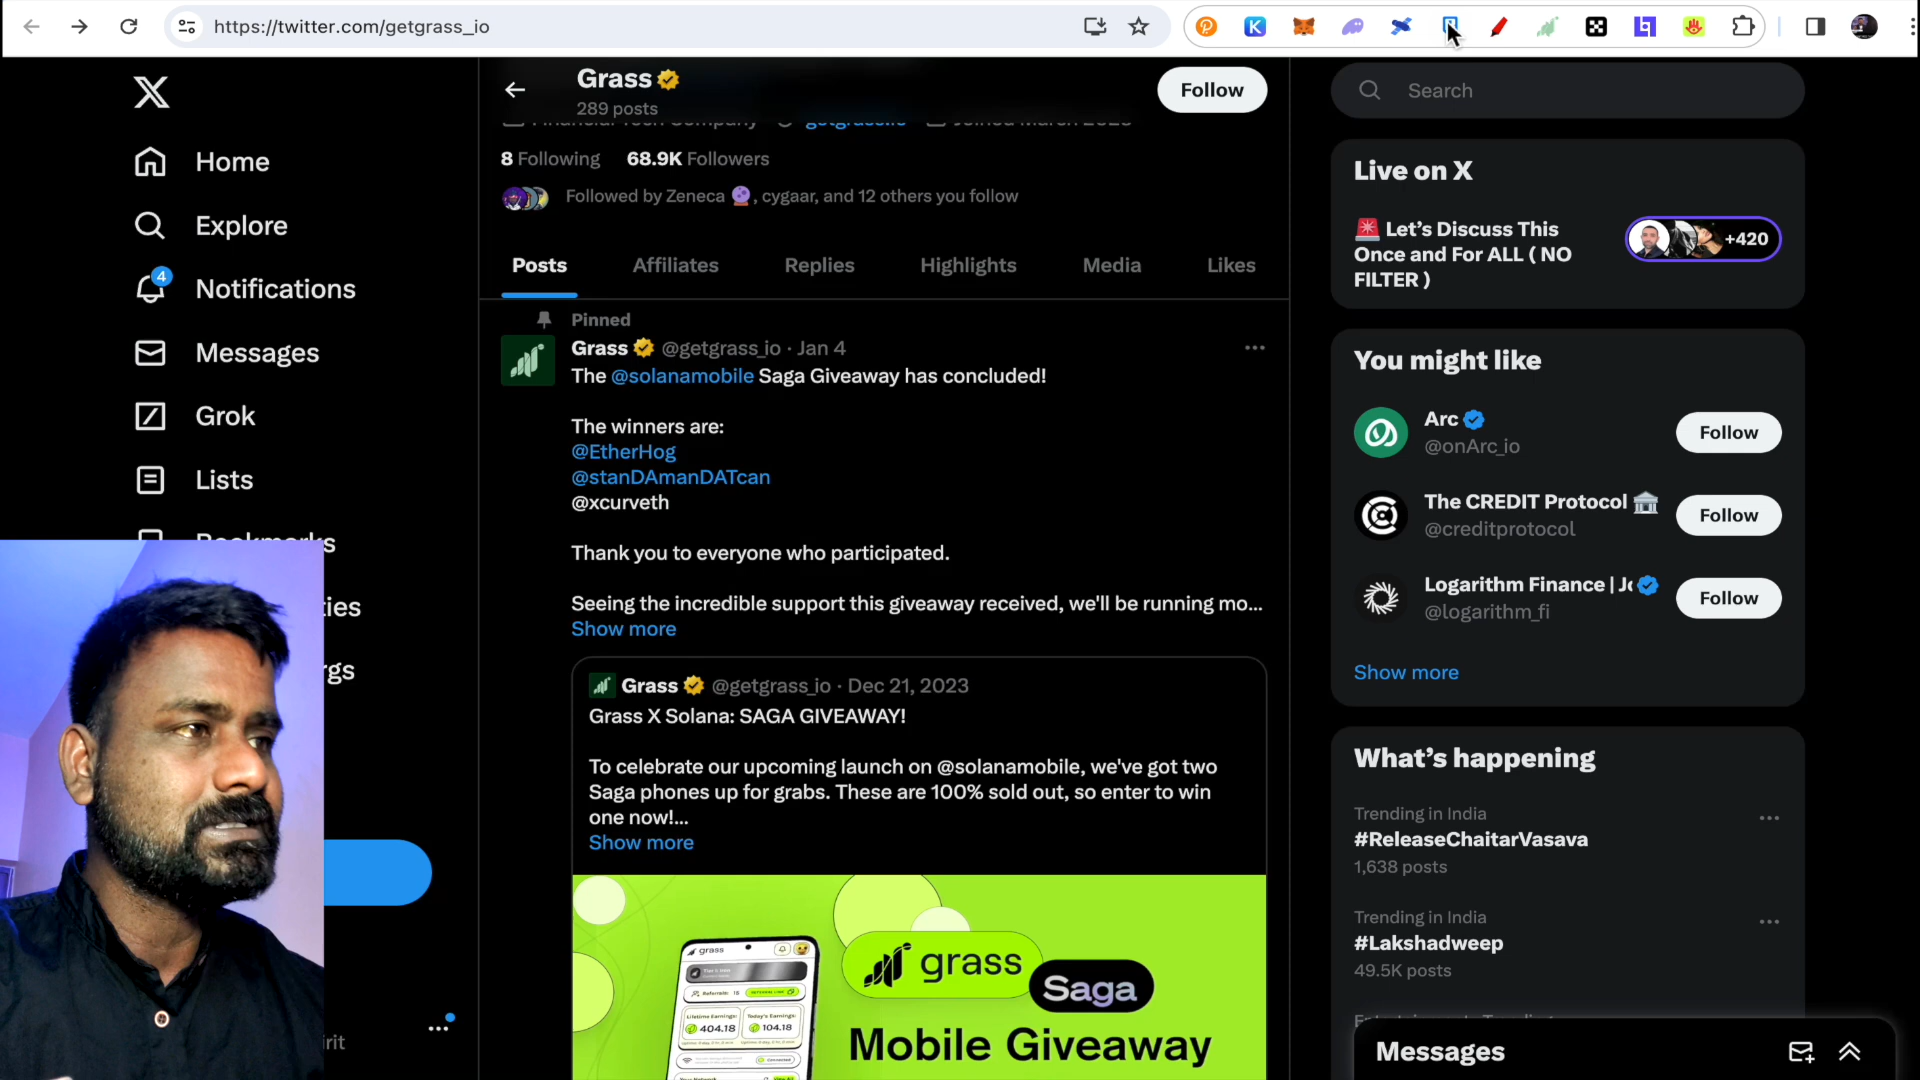 https://twitter.com/getgrass_io
Grass
289 posts
Follow
getgrass.io
8 Following 68.9K Followers
Followed by Zeneca, cygaar, and 12 others you follow
Posts
Affiliates
Replies
Highlights
Media
Likes
Home
Explore
4
Notifications
Messages
Grok
Lists
Pinned
Grass @getgrass_io · Jan 4
The @solanamobile Saga Giveaway has concluded!
The winners are:
@EtherHog
@stanDAmanDATcan
@xcurveth
Thank you to everyone who participated.
Seeing the incredible support this giveaway received, we'll be running mo...
Show more
Grass @getgrass_io · Dec 21, 2023
Grass X Solana: SAGA GIVEAWAY!
To celebrate our upcoming launch on @solanamobile, we've got two
Saga phones up for grabs. These are 100% sold out, so enter to win
one now!...
Show more
grass
404.18
104.18
grass
Saga
Mobile Giveaway
Search
Live on X
Let's Discuss This
Once and For ALL ( NO
FILTER )
+420
You might like
Arc
@onArc_io
Follow
The CREDIT Protocol
@creditprotocol
Follow
Logarithm Finance |
@logarithm_fi
Follow
Show more
What's happening
Trending in India
#ReleaseChaitarVasava
1,638 posts
Trending in India
#Lakshadweep
49.5K posts
Messages